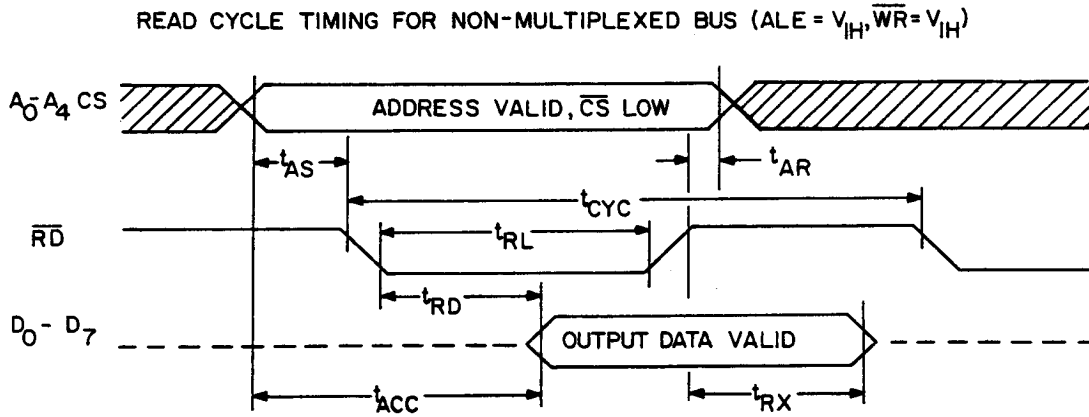 READ CYCLE TIMING FOR NON-MULTIPLEXED BUS (ALE = V_IH, W̅R̅ = V_IH)
A₀-A₄ CS
ADDRESS VALID, C̅S̅ LOW
t_AS
t_AR
t_CYC
R̅D̅
t_RL
t_RD
D₀ - D₇
OUTPUT DATA VALID
t_ACC
t_RX